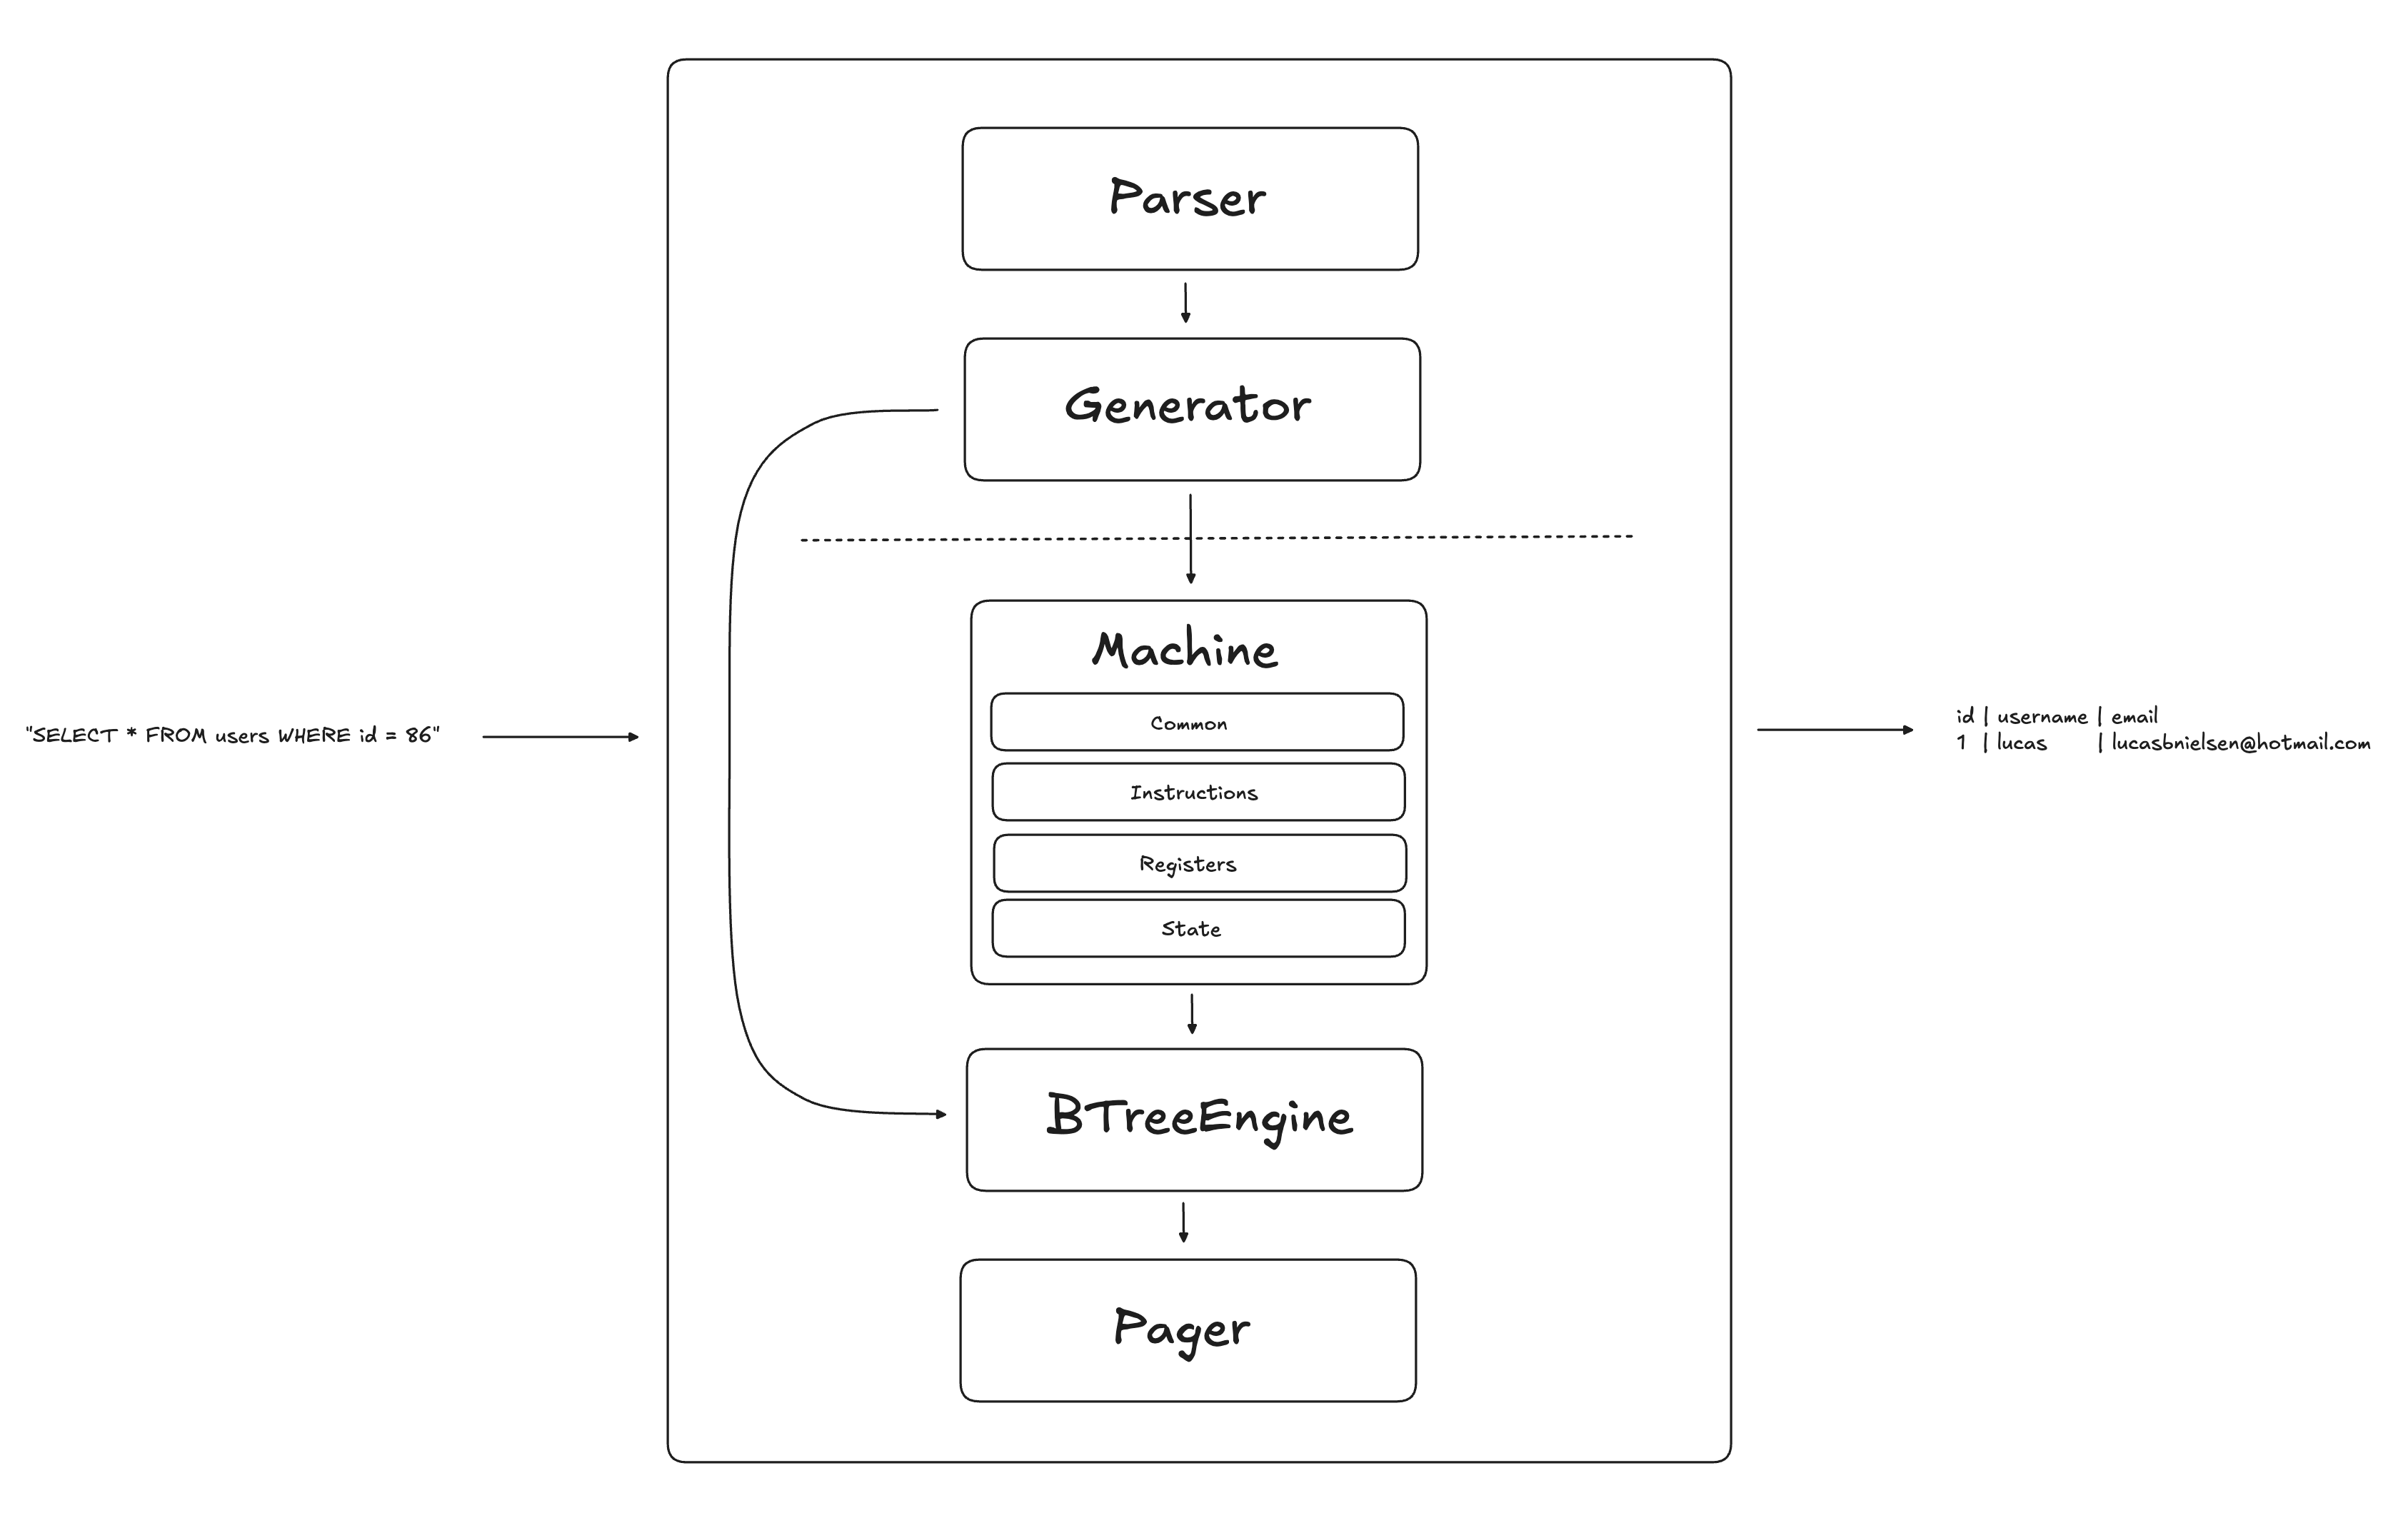 Parser
Generator
Machine
Common
Instructions
Registers
State
BTreeEngine
Pager
"SELECT * FROM users WHERE id = 86"
id | username | email
1 | lucas | lucasbnielsen@hotmail.com